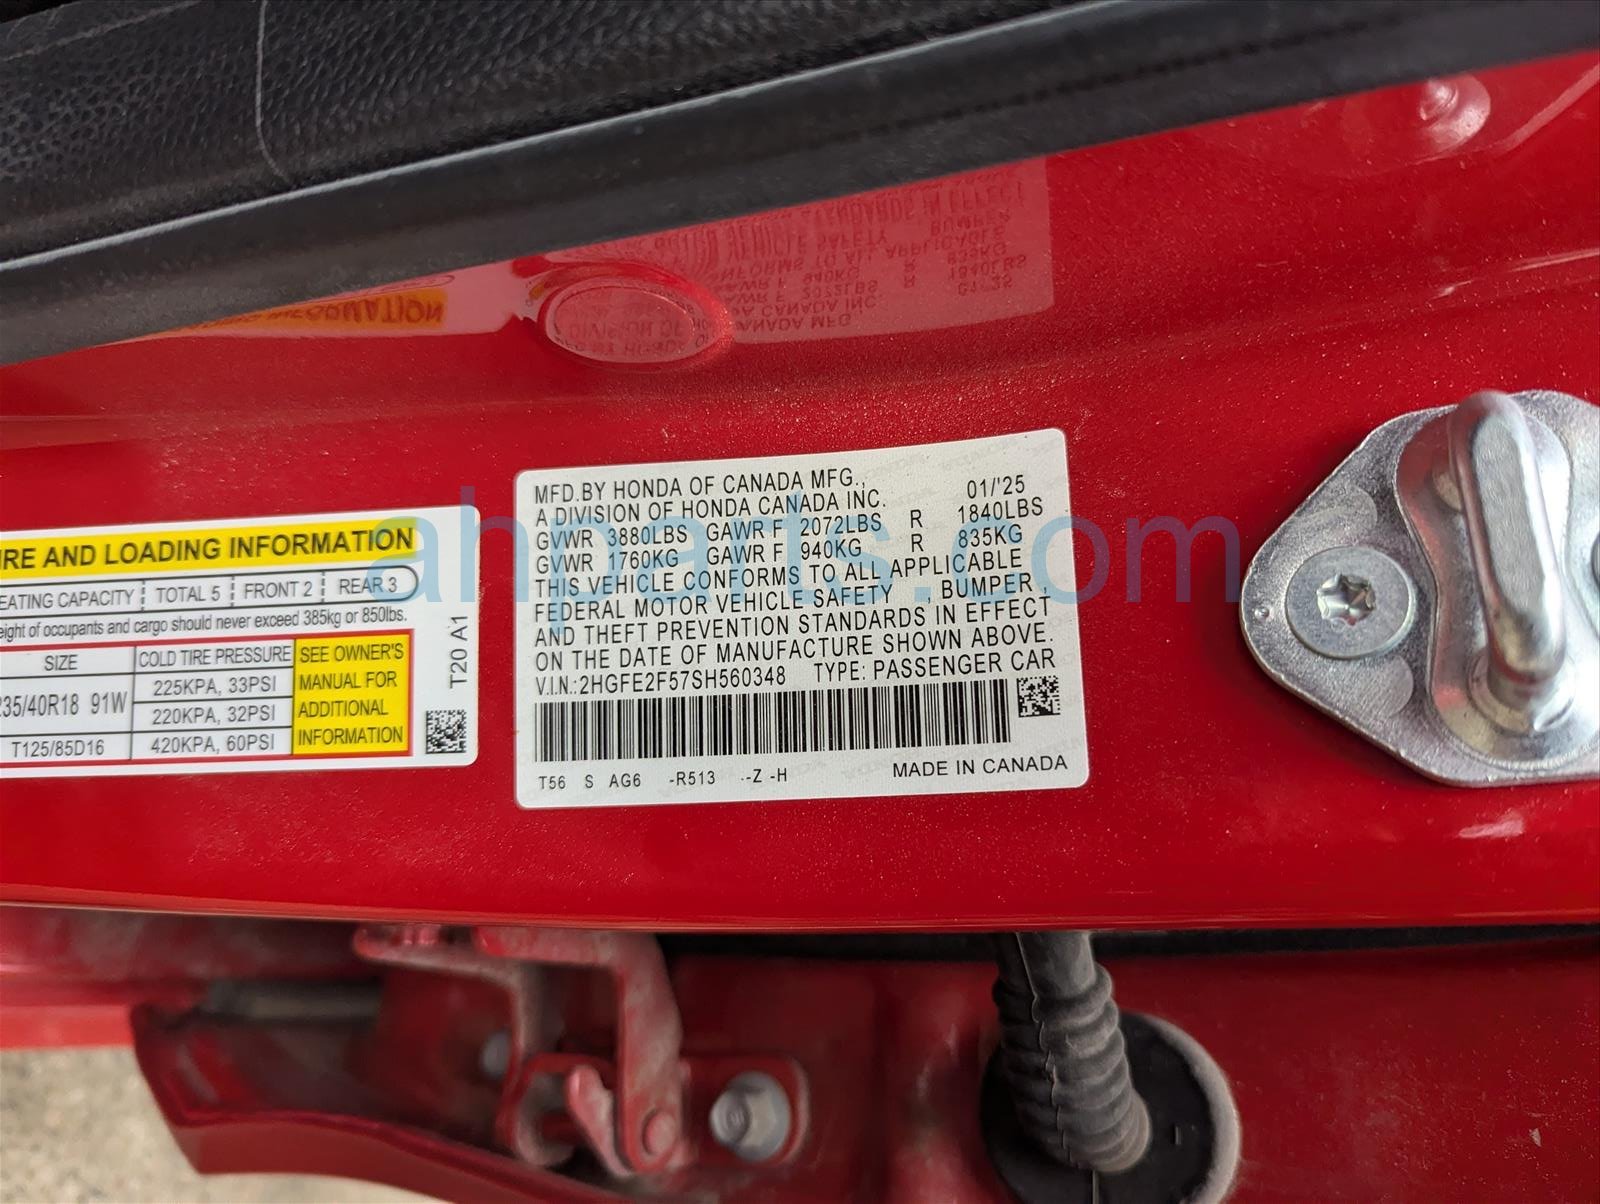 IRE AND LOADING INFORMATION
EATING CAPACITY TOTAL 5 FRONT 2 REAR 3
eight of occupants and cargo should never exceed 385kg or 850lbs.
SIZE COLD TIRE PRESSURE SEE OWNER'S MANUAL FOR ADDITIONAL INFORMATION
235/40R18 91W
225KPA, 33PSI
220KPA, 32PSI
T125/85D16 420KPA, 60PSI
T20 A1
MFD.BY HONDA OF CANADA MFG., 01/'25
A DIVISION OF HONDA CANADA INC.
GVWR 3880LBS GAWR F 2072LBS R 1840LBS
GVWR 1760KG GAWR F 940KG R 835KG
THIS VEHICLE CONFORMS TO ALL APPLICABLE
FEDERAL MOTOR VEHICLE SAFETY , BUMPER ,
AND THEFT PREVENTION STANDARDS IN EFFECT
ON THE DATE OF MANUFACTURE SHOWN ABOVE.
V.I.N.:2HGFE2F57SH560348 TYPE: PASSENGER CAR
T56 S AG6 -R513 --Z -H MADE IN CANADA
ahparts.com